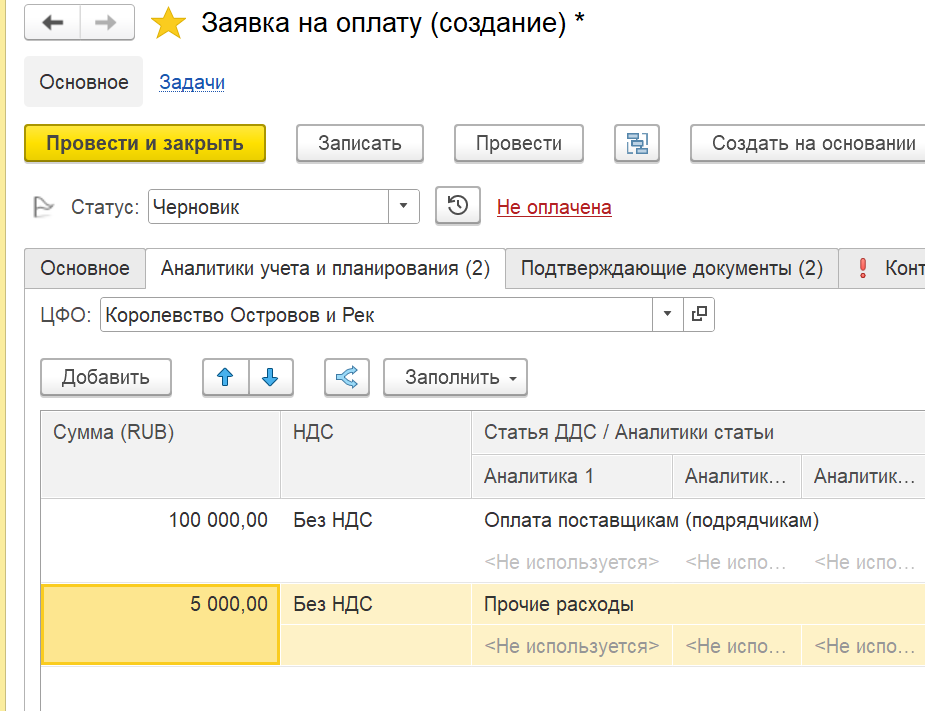 Заявка на оплату (создание) *
Основное Задачи
Провести и закрыть Записать Провести Создать на основании
Статус: Черновик Не оплачена
Основное Аналитики учета и планирования (2) Подтверждающие документы (2) Конт
ЦФО: Королевство Островов и Рек
Добавить Заполнить
Сумма (RUB) НДС Статья ДДС / Аналитики статьи
Аналитика 1 Аналитик... Аналитик...
100 000,00 Без НДС Оплата поставщикам (подрядчикам)
<Не используется> <Не испо... <Не испо...
5 000,00 Без НДС Прочие расходы
<Не используется> <Не испо... <Не испо...